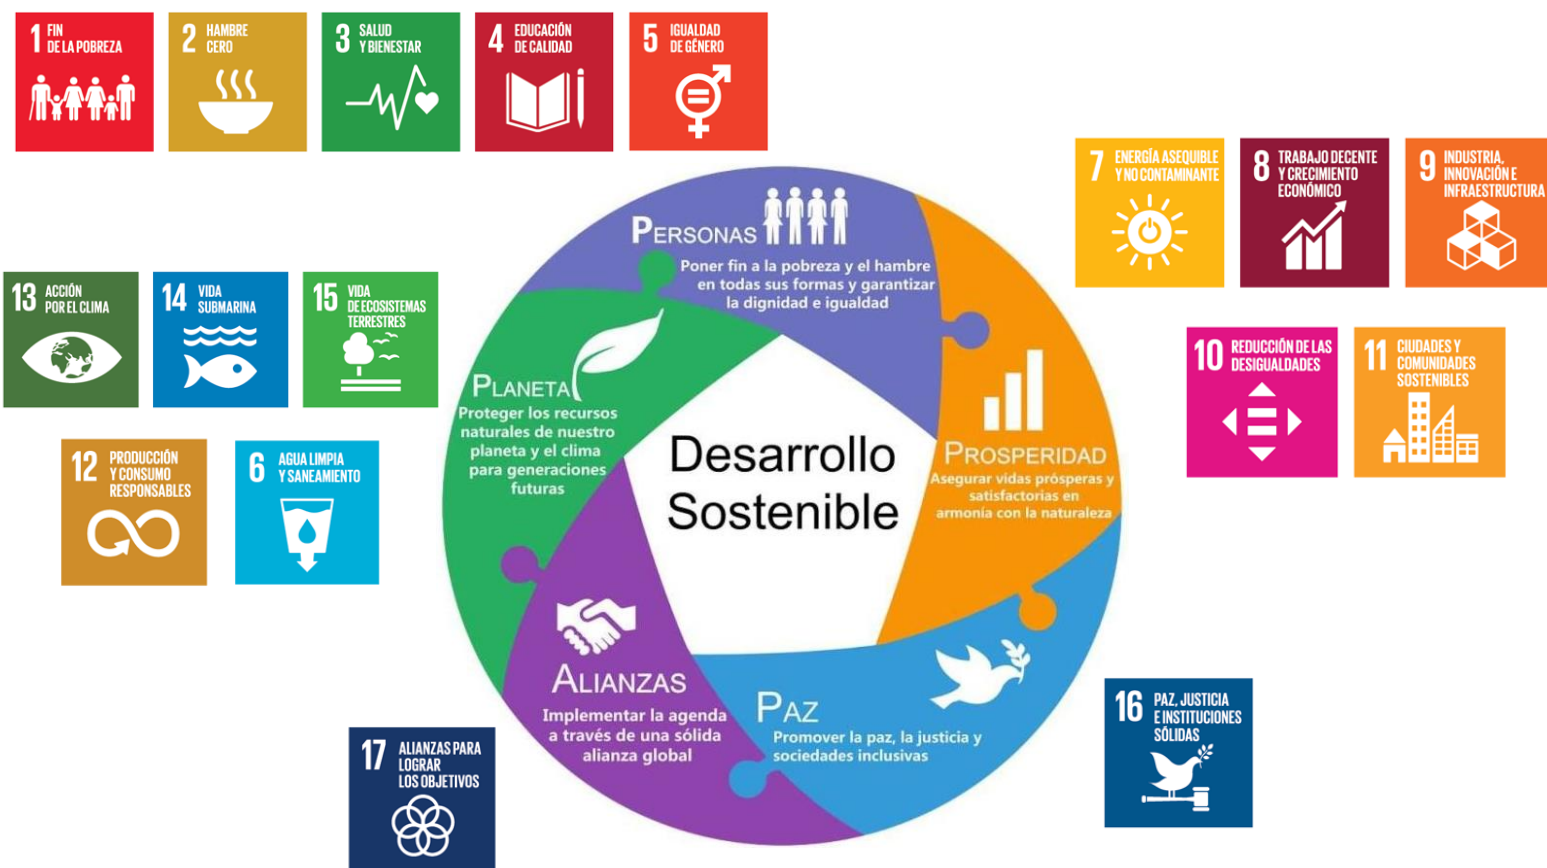 1 FIN
DE LA POBREZA
2 HAMBRE
CERO
3 SALUD
Y BIENESTAR
4 EDUCACIÓN
DE CALIDAD
5 IGUALDAD
DE GÉNERO
7 ENERGÍA ASEQUIBLE
Y NO CONTAMINANTE
8 TRABAJO DECENTE
Y CRECIMIENTO
ECONÓMICO
9 INDUSTRIA,
INNOVACIÓN E
INFRAESTRUCTURA
PERSONAS
Poner fin a la pobreza y el hambre
en todas sus formas y garantizar
la dignidad e igualdad
13 ACCIÓN
POR EL CLIMA
14 VIDA
SUBMARINA
15 VIDA
DE ECOSISTEMAS
TERRESTRES
10 REDUCCIÓN DE LAS
DESIGUALDADES
11 CIUDADES Y
COMUNIDADES
SOSTENIBLES
PLANETA
Proteger los recursos
naturales de nuestro
planeta y el clima
para generaciones
futuras
Desarrollo
Sostenible
PROSPERIDAD
Asegurar vidas prósperas y
satisfactorias en
armonía con la naturaleza
12 PRODUCCIÓN
Y CONSUMO
RESPONSABLES
6 AGUA LIMPIA
Y SANEAMIENTO
ALIANZAS
Implementar la agenda
a través de una sólida
alianza global
PAZ
Promover la paz, la justicia y
sociedades inclusivas
16 PAZ, JUSTICIA
E INSTITUCIONES
SÓLIDAS
17 ALIANZAS PARA
LOGRAR
LOS OBJETIVOS